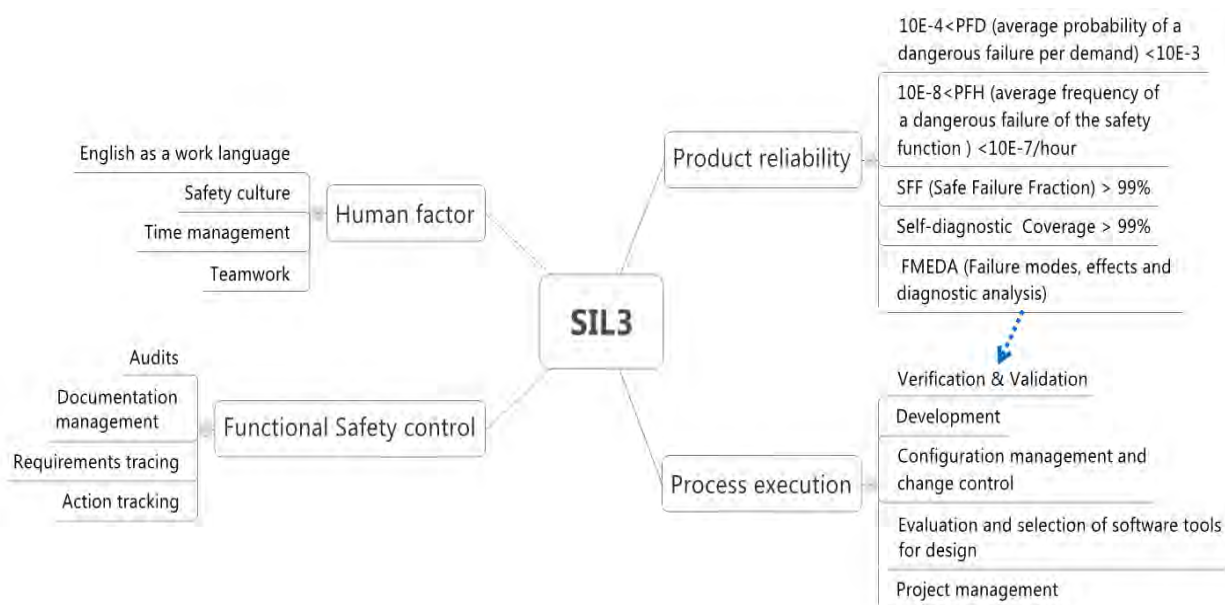 10E-4<PFD (average probability of a
dangerous failure per demand) <10E-3
10E-8<PFH (average frequency of
a dangerous failure of the safety
function ) <10E-7/hour
Product reliability
SFF (Safe Failure Fraction) > 99%
Self-diagnostic Coverage > 99%
FMEDA (Failure modes, effects and
diagnostic analysis)
English as a work language
Safety culture
Human factor
Time management
Teamwork
SIL3
Audits
Documentation
management
Functional Safety control
Requirements tracing
Action tracking
Verification & Validation
Development
Process execution
Configuration management and
change control
Evaluation and selection of software tools
for design
Project management